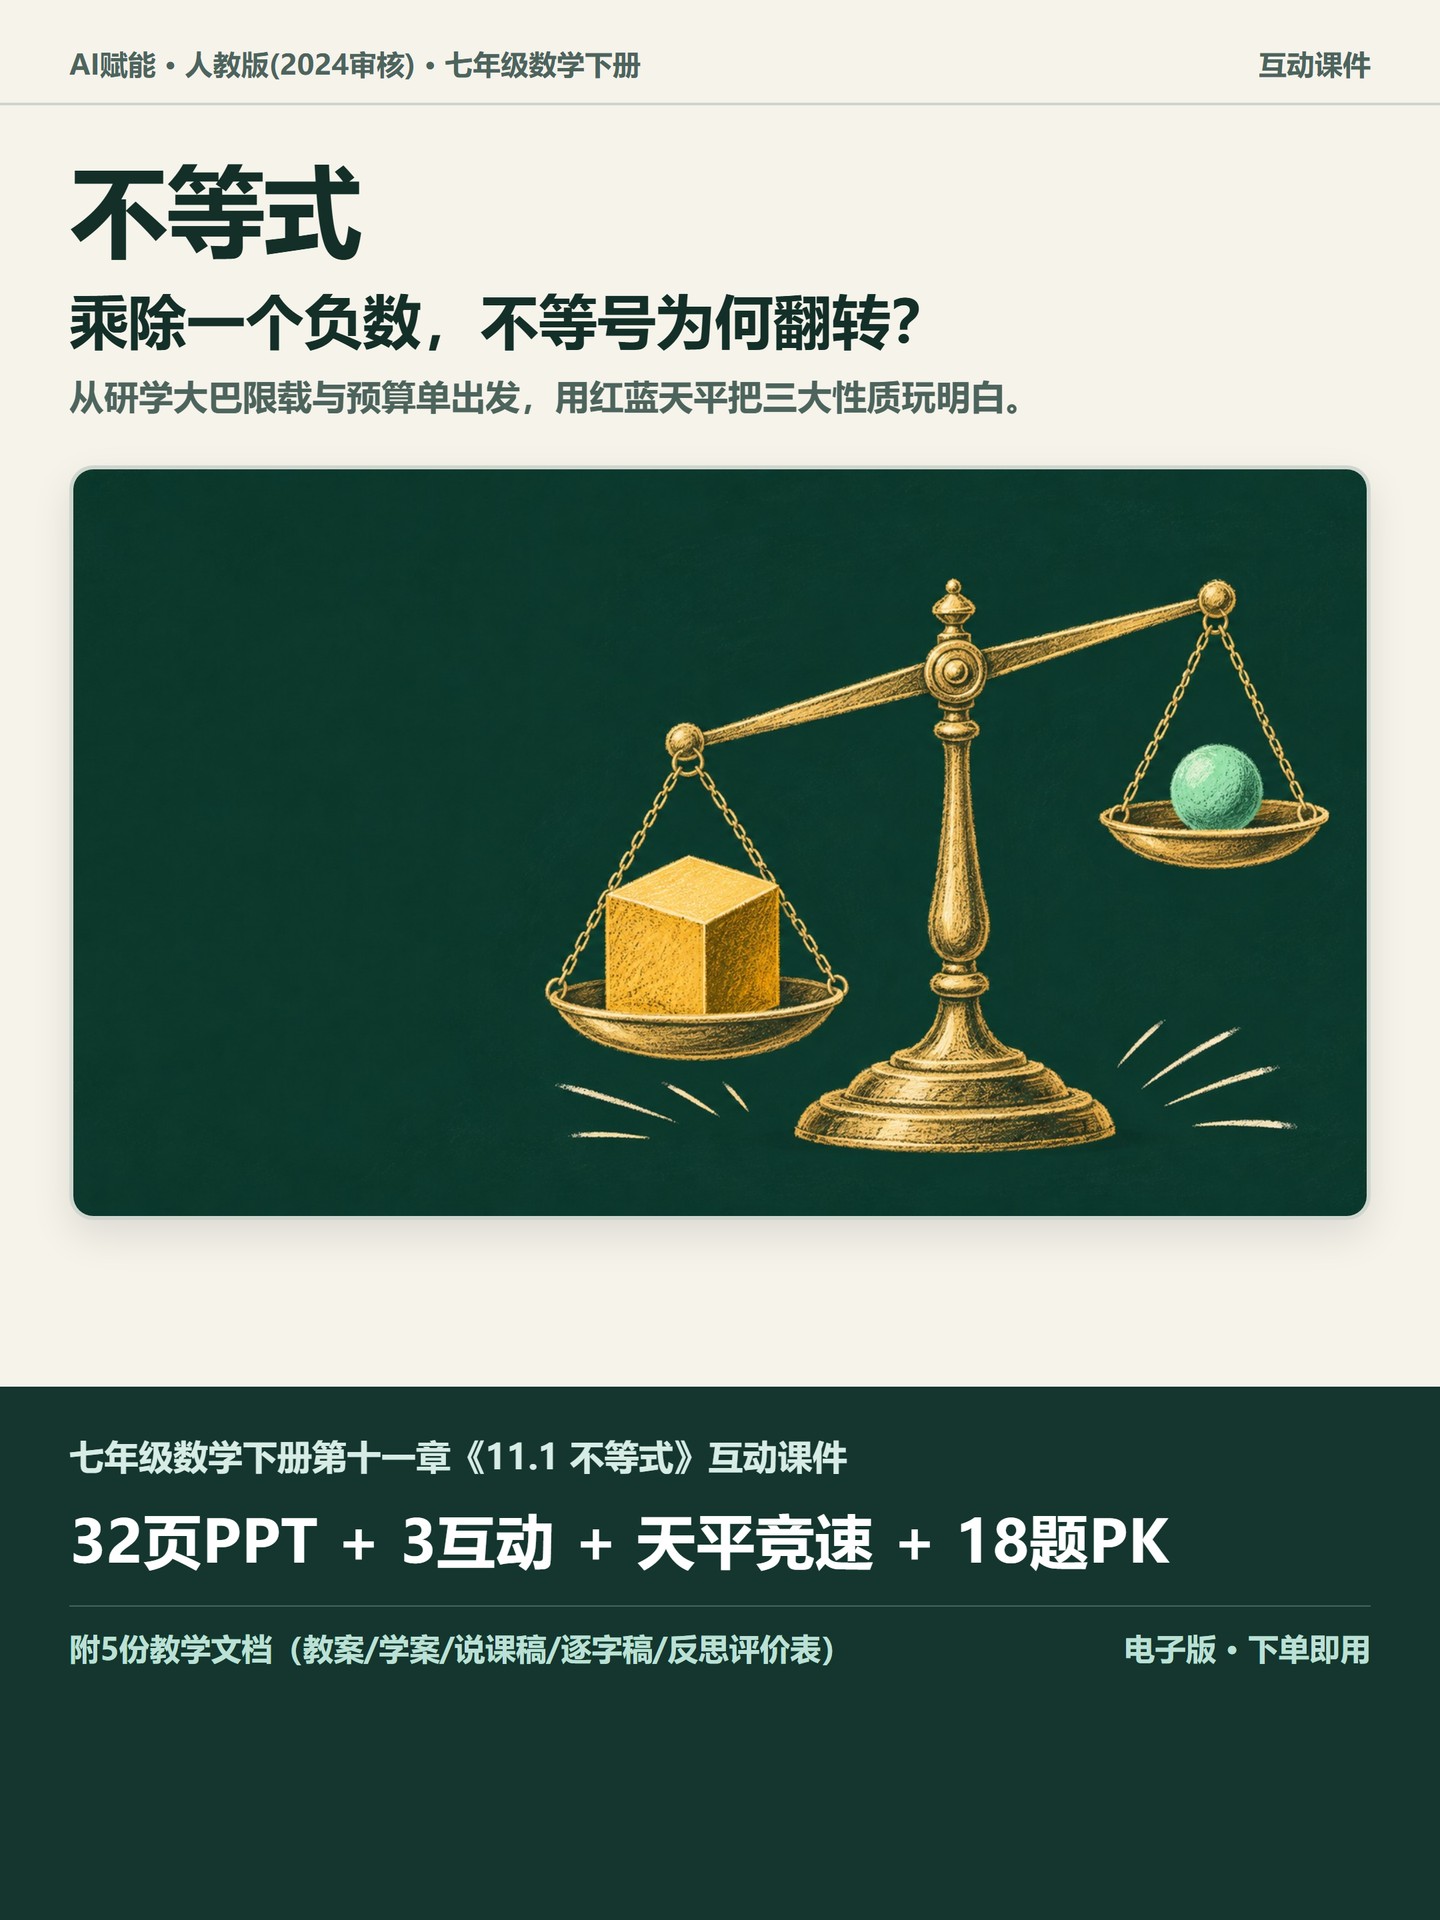 AI赋能 • 人教版(2024审核) • 七年级数学下册
互动课件
不等式
乘除一个负数，不等号为何翻转？
从研学大巴限载与预算单出发，用红蓝天平把三大性质玩明白。
七年级数学下册第十一章《11.1 不等式》互动课件
32页PPT + 3互动 + 天平竞速 + 18题PK
附5份教学文档（教案/学案/说课稿/逐字稿/反思评价表）
电子版 • 下单即用